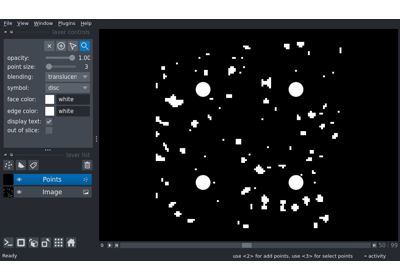 File View Window Plugins Help
layer controls
opacity: 1.00
point size: 3
blending: translucen
symbol: disc
face color: white
edge color: white
display text:
out of slice:
layer list
Points
Image
0 50 99
Ready use <2> for add points, use <3> for select points activity